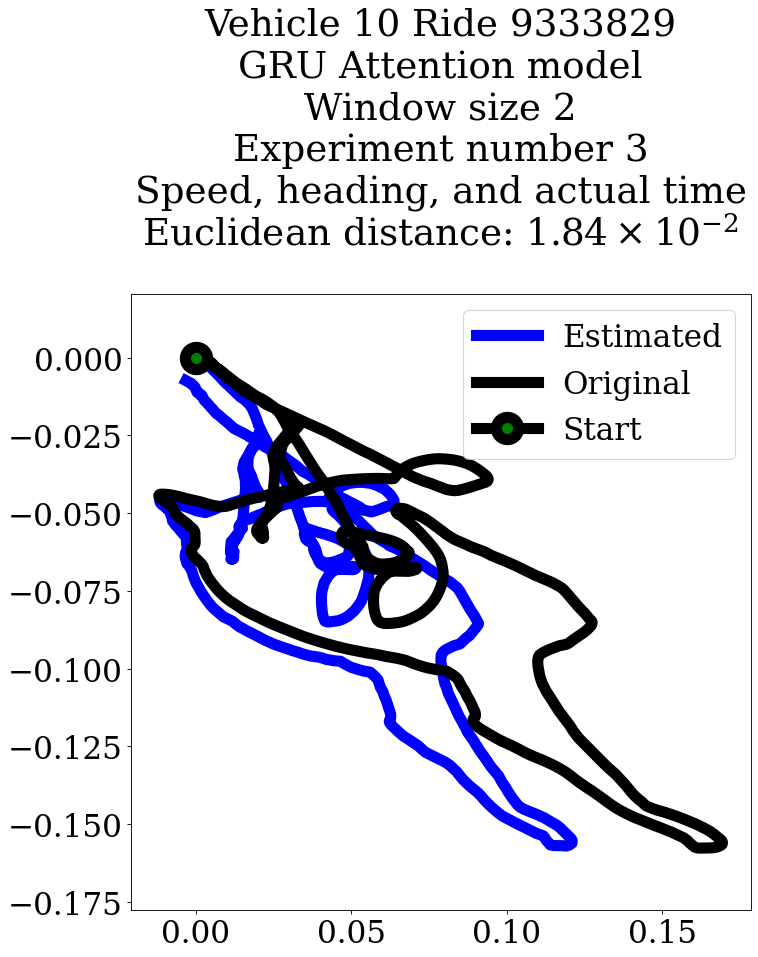 Vehicle 10 Ride 9333829
GRU Attention model
Window size 2
Experiment number 3
Speed, heading, and actual time
Euclidean distance: 1.84 × 10⁻²
Estimated
Original
Start
0.000
−0.025
−0.050
−0.075
−0.100
−0.125
−0.150
−0.175
0.00 0.05 0.10 0.15